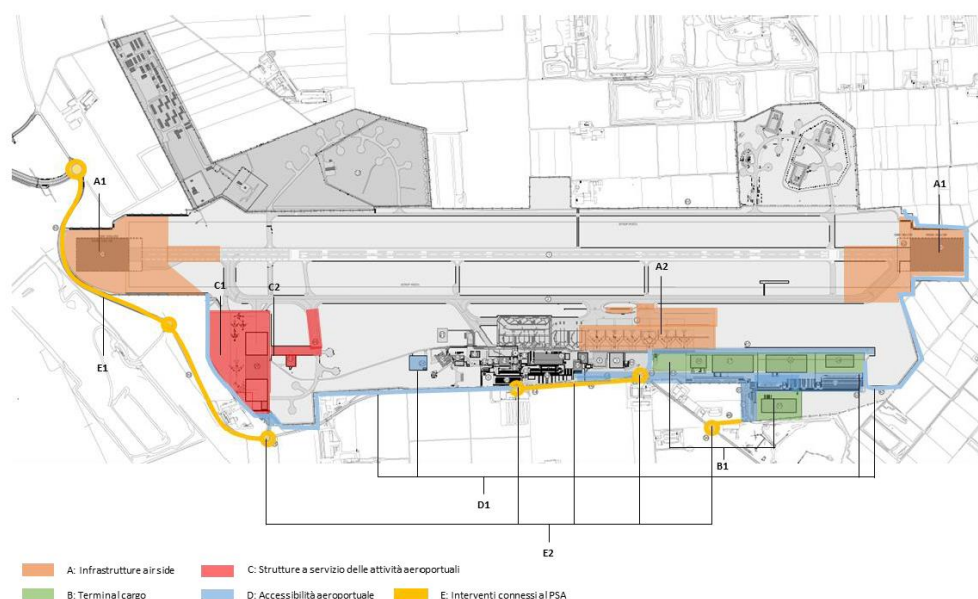 A1
A1
A2
C1
C2
E1
B1
D1
E2
A: Infrastrutture air side
C: Strutture a servizio delle attività aeroportuali
B: Terminal cargo
D: Accessibilità aeroportuale
E: Interventi connessi al PSA